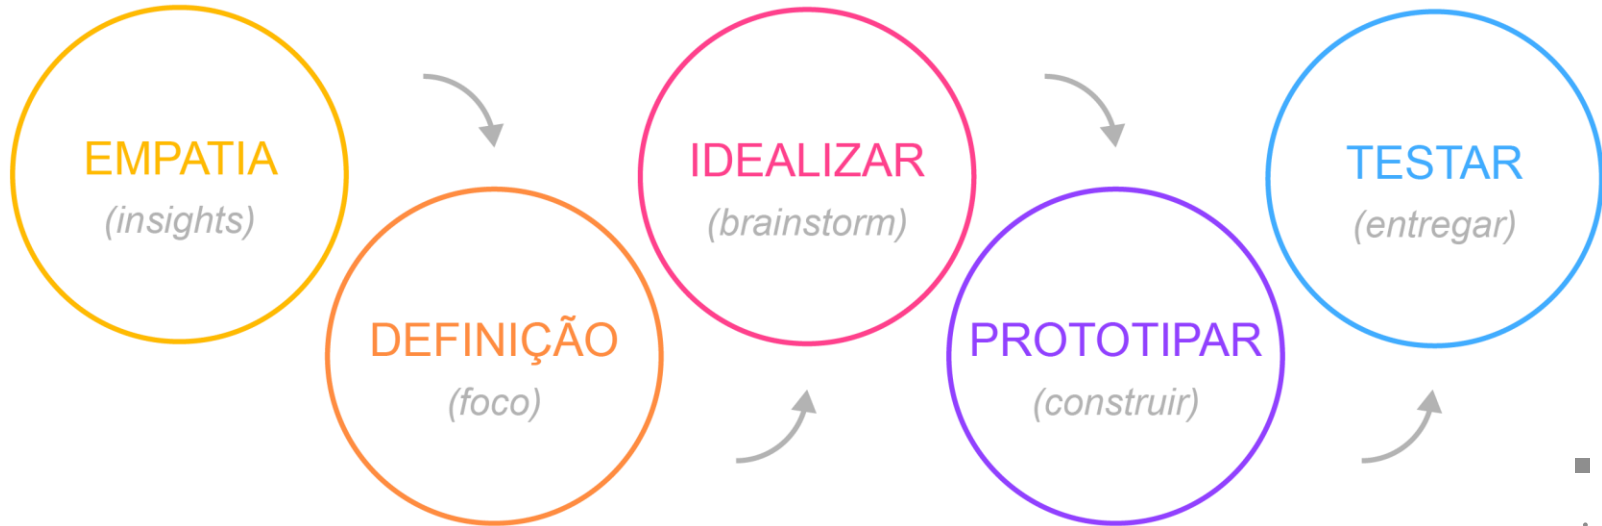 EMPATIA
(insights)
DEFINIÇÃO
(foco)
IDEALIZAR
(brainstorm)
PROTOTIPAR
(construir)
TESTAR
(entregar)